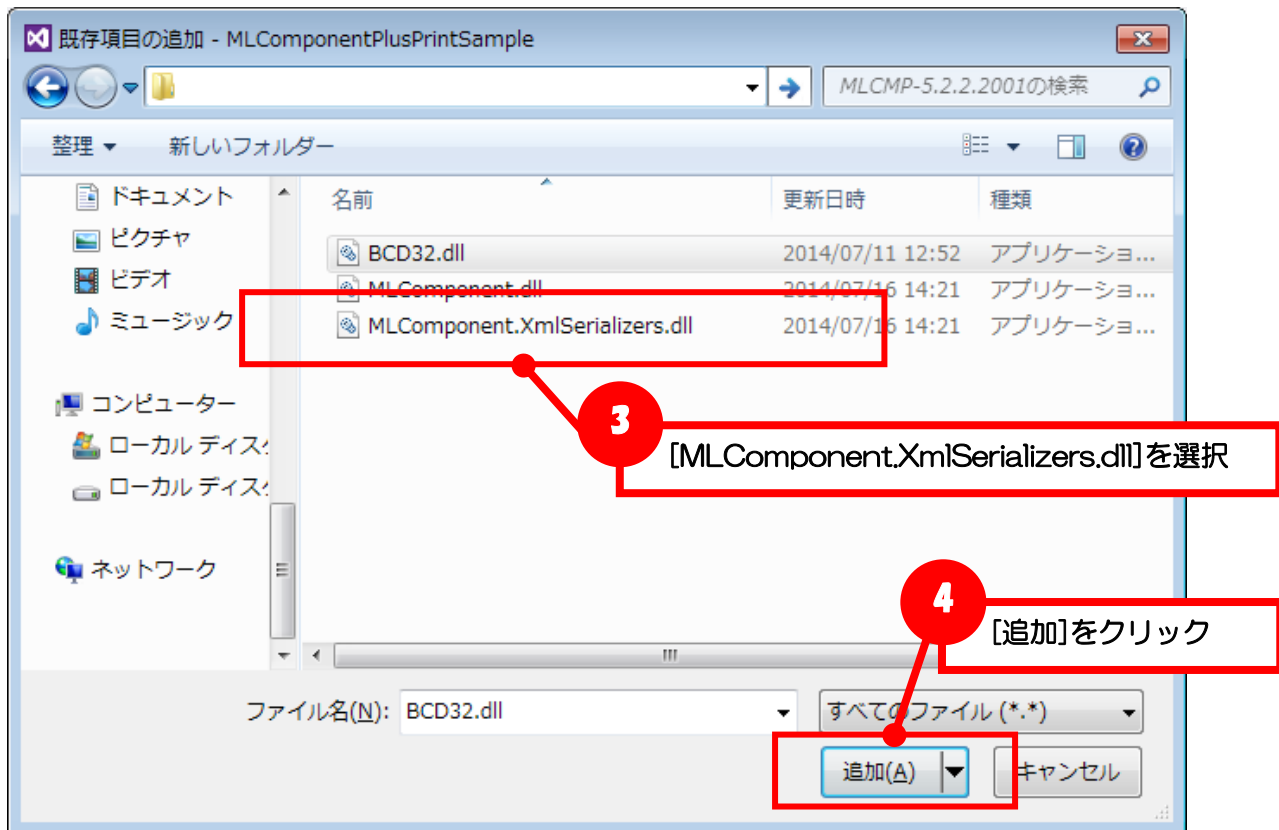 既存項目の追加 - MLComponentPlusPrintSample
MLCMP-5.2.2.2001の検索
整理 新しいフォルダー
名前 更新日時 種類
ドキュメント
ピクチャ
ビデオ
ミュージック
コンピューター
ローカル ディスク
ローカル ディスク
ネットワーク
BCD32.dll 2014/07/11 12:52 アプリケーショ...
MLComponent.dll 2014/07/16 14:21 アプリケーショ...
MLComponent.XmlSerializers.dll 2014/07/16 14:21 アプリケーショ...
3
[MLComponent.XmlSerializers.dll]を選択
4
[追加]をクリック
ファイル名(N): BCD32.dll すべてのファイル (*.*)
追加(A) キャンセル